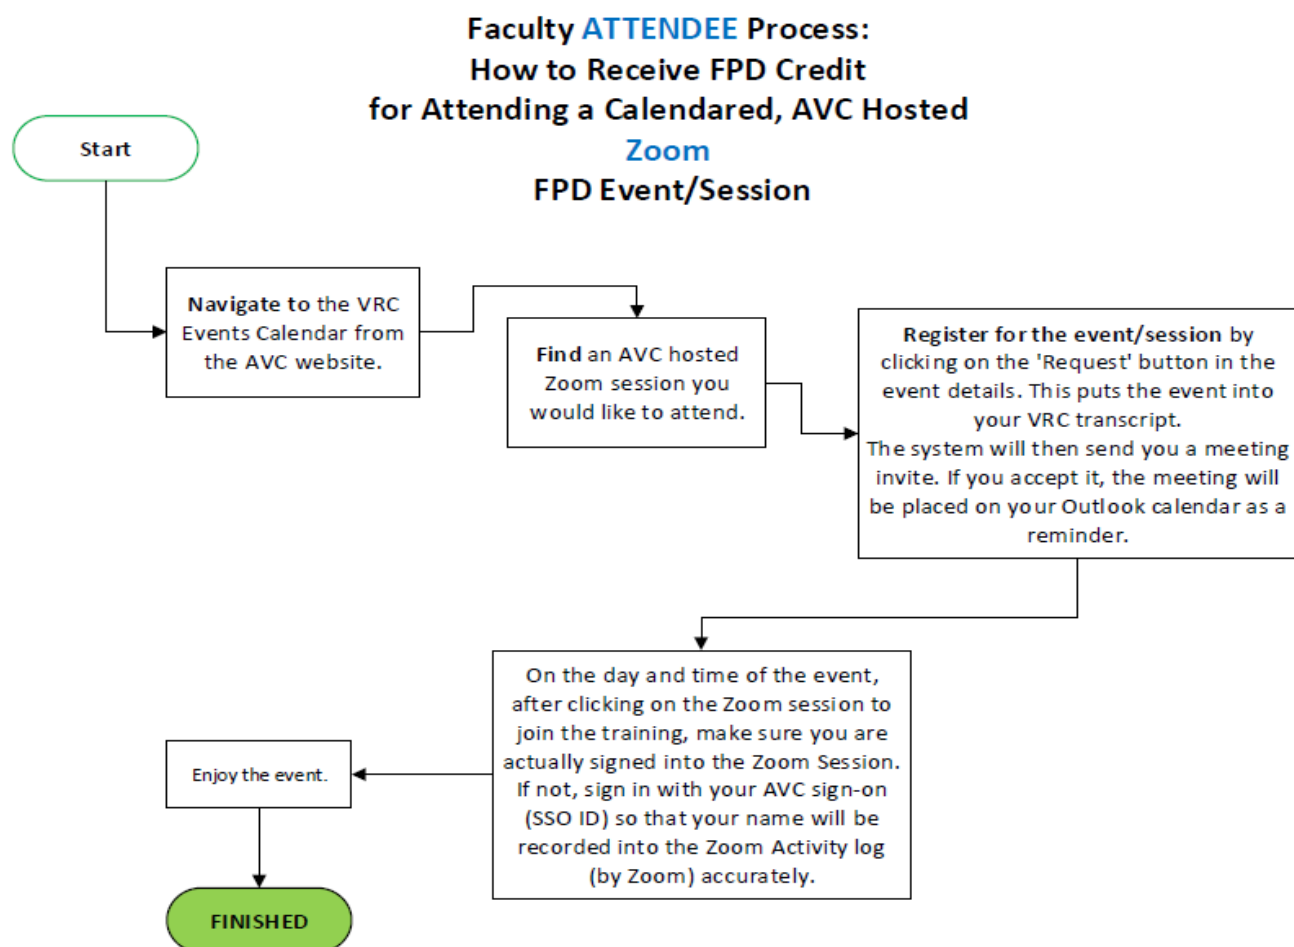 Faculty ATTENDEE Process:
How to Receive FPD Credit
for Attending a Calendared, AVC Hosted
Zoom
FPD Event/Session
Start
Navigate to the VRC
Events Calendar from
the AVC website.
Find an AVC hosted
Zoom session you
would like to attend.
Register for the event/session by
clicking on the 'Request' button in the
event details. This puts the event into
your VRC transcript.
The system will then send you a meeting
invite. If you accept it, the meeting will
be placed on your Outlook calendar as a
reminder.
On the day and time of the event,
after clicking on the Zoom session to
join the training, make sure you are
actually signed into the Zoom Session.
If not, sign in with your AVC sign-on
(SSO ID) so that your name will be
recorded into the Zoom Activity log
(by Zoom) accurately.
Enjoy the event.
FINISHED